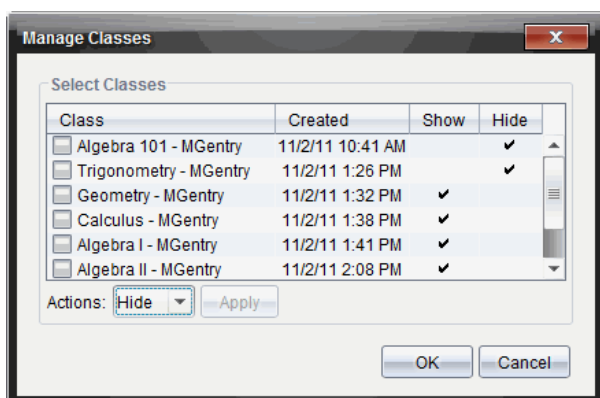 Manage Classes
Select Classes
Class Created Show Hide
Algebra 101 - MGentry 11/2/11 10:41 AM ✔
Trigonometry - MGentry 11/2/11 1:26 PM ✔
Geometry - MGentry 11/2/11 1:32 PM ✔
Calculus - MGentry 11/2/11 1:38 PM ✔
Algebra I - MGentry 11/2/11 1:41 PM ✔
Algebra II - MGentry 11/2/11 2:08 PM ✔
Actions: Hide Apply
OK Cancel